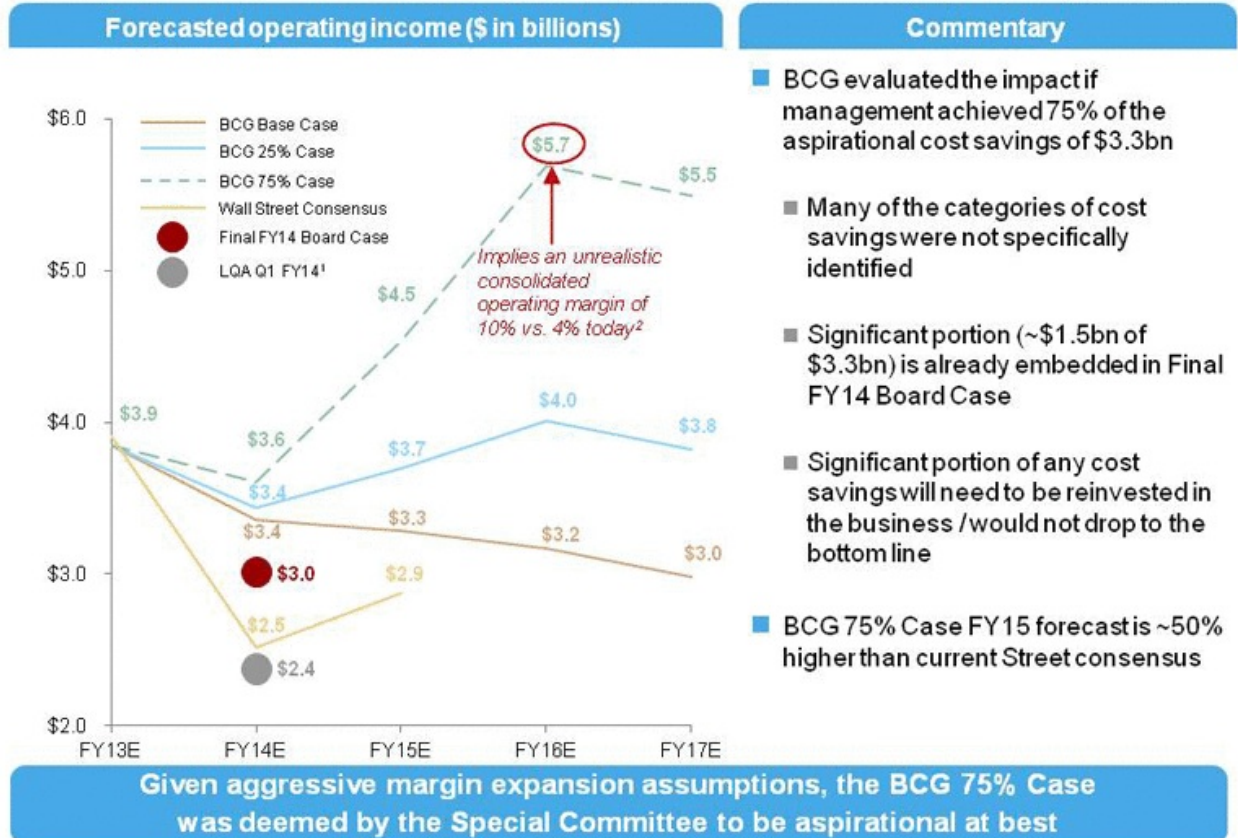 Forecasted operating income ($ in billions)
$6.0
$5.0
$4.0
$3.0
$2.0
BCG Base Case
BCG 25% Case
BCG 75% Case
Wall Street Consensus
Final FY14 Board Case
LQA Q1 FY14¹
$5.7
$5.5
Implies an unrealistic
consolidated
operating margin of
10% vs. 4% today²
$4.5
$3.9
$3.6
$4.0
$3.8
$3.7
$3.4
$3.4
$3.3
$3.2
$3.0
$3.0
$2.9
$2.5
$2.4
FY13E
FY14E
FY15E
FY16E
FY17E
Commentary
BCG evaluated the impact if
management achieved 75% of the
aspirational cost savings of $3.3bn
Many of the categories of cost
savings were not specifically
identified
Significant portion (~$1.5bn of
$3.3bn) is already embedded in Final
FY14 Board Case
Significant portion of any cost
savings will need to be reinvested in
the business / would not drop to the
bottom line
BCG 75% Case FY15 forecast is ~50%
higher than current Street consensus
Given aggressive margin expansion assumptions, the BCG 75% Case
was deemed by the Special Committee to be aspirational at best